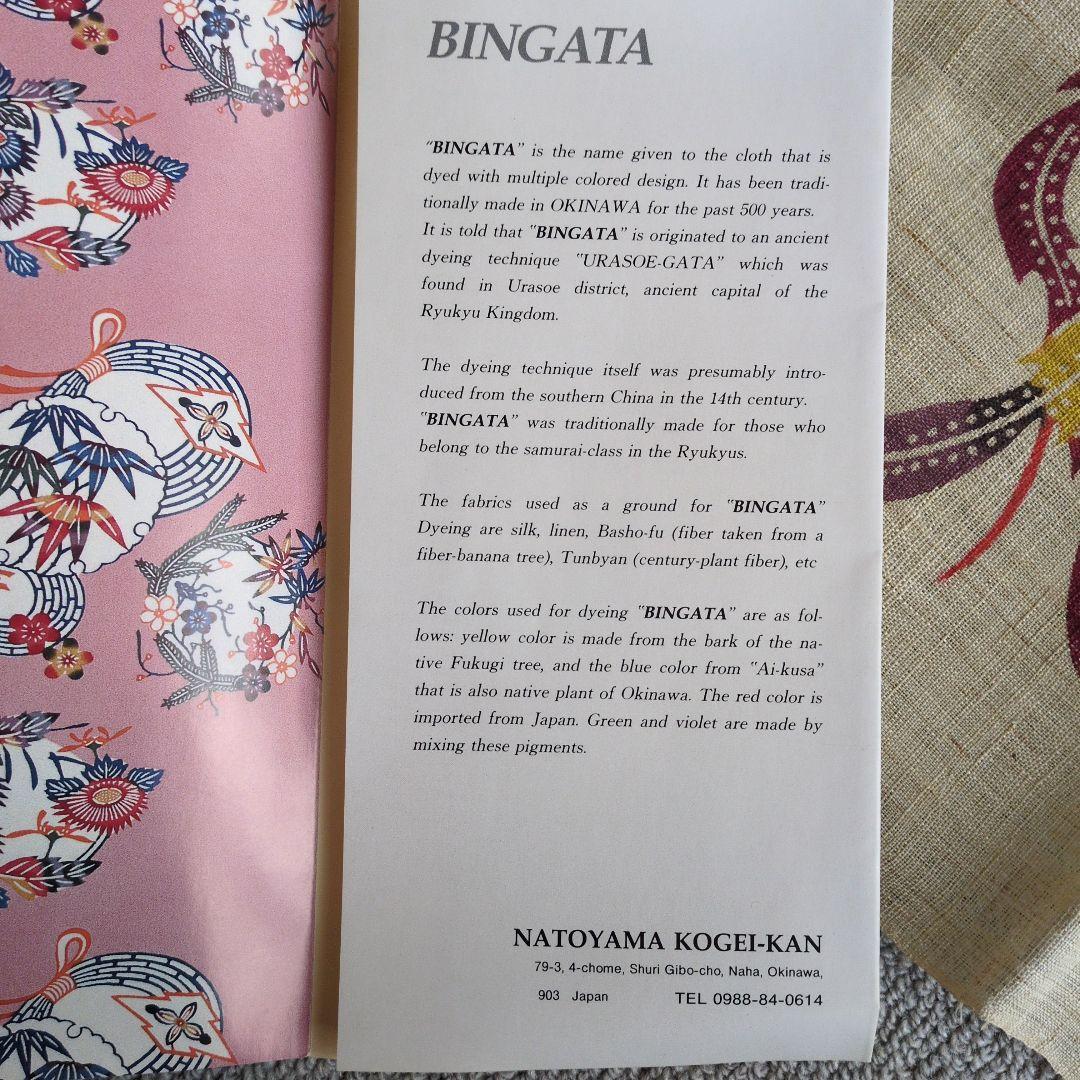 BINGATA
"BINGATA" is the name given to the cloth that is
dyed with multiple colored design. It has been tradi-
tionally made in OKINAWA for the past 500 years.
It is told that "BINGATA" is originated to an ancient
dyeing technique "URASOE-GATA" which was
found in Urasoe district, ancient capital of the
Ryukyu Kingdom.
The dyeing technique itself was presumably intro-
duced from the southern China in the 14th century.
"BINGATA" was traditionally made for those who
belong to the samurai-class in the Ryukyus.
The fabrics used as a ground for "BINGATA"
Dyeing are silk, linen, Basho-fu (fiber taken from a
fiber-banana tree), Tunbyan (century-plant fiber), etc
The colors used for dyeing "BINGATA" are as fol-
lows: yellow color is made from the bark of the na-
tive Fukugi tree, and the blue color from "Ai-kusa"
that is also native plant of Okinawa. The red color is
imported from Japan. Green and violet are made by
mixing these pigments.
NATOYAMA KOGEI-KAN
79-3, 4-chome, Shuri Gibo-cho, Naha, Okinawa,
903 Japan TEL 0988-84-0614